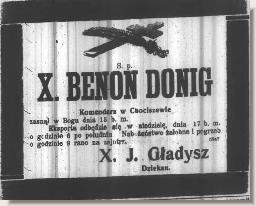 Ś. p.
X. BENON DONIG
Komendarz w Chociszewie
zasnął w Bogu dnia 15 b. m.
Eksporta odbędzie się w niedzielę, dnia 17 b. m.
o godzinie 6 po południu Nabożeństwo żałobne i pogrzeb
o godzinie 9 rano na zajutrz.
X. J. Gładysz
Dziekan.